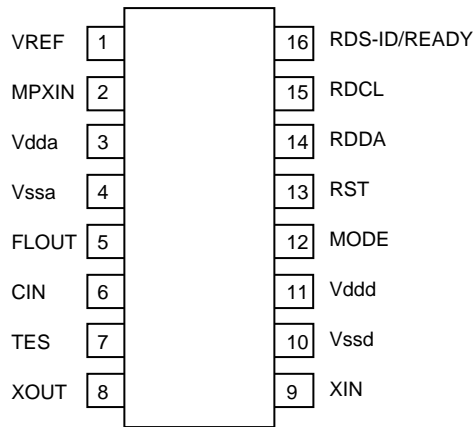 VREF 1 16 RDS-ID/READY
MPXIN 2 15 RDCL
Vdda 3 14 RDDA
Vssa 4 13 RST
FLOUT 5 12 MODE
CIN 6 11 Vddd
TES 7 10 Vssd
XOUT 8 9 XIN